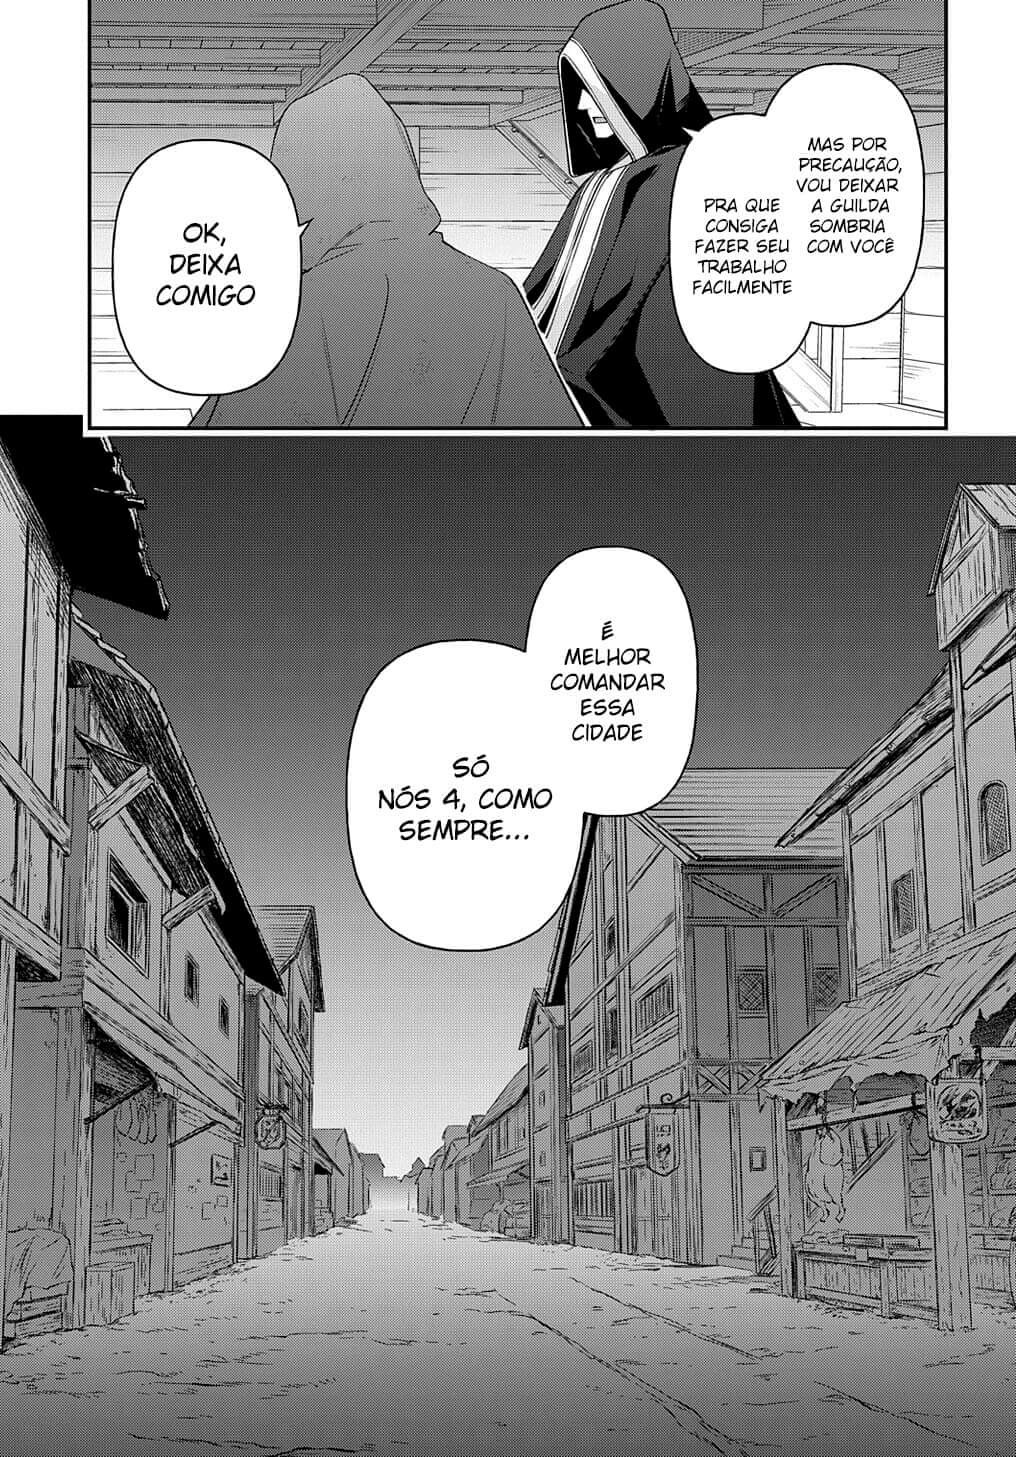 MAS POR
PRECAUÇÃO,
VOU DEIXAR
A GUILDA
SOMBRIA
COM VOCÊ
PRA QUE
CONSIGA
FAZER SEU
TRABALHO
FACILMENTE
OK,
DEIXA
COMIGO
É
MELHOR
COMANDAR
ESSA
CIDADE
SÓ
NÓS 4, COMO
SEMPRE...